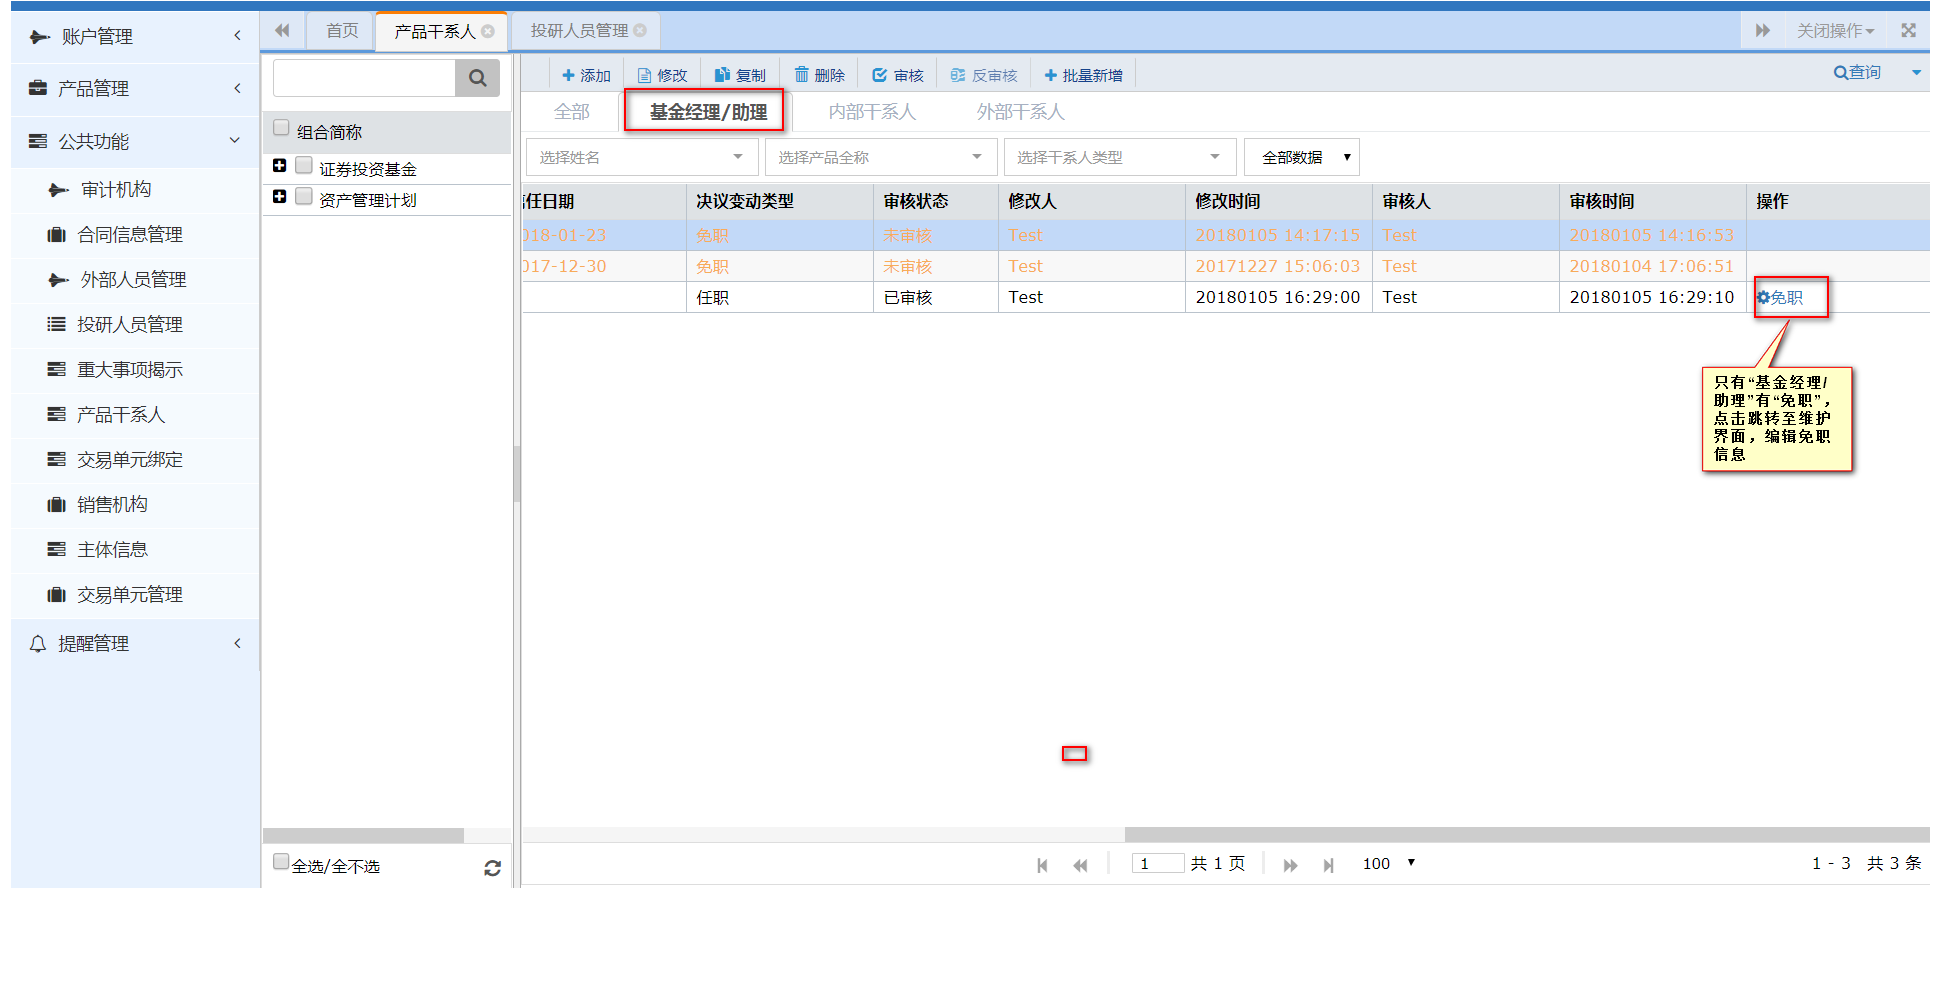 账户管理
产品管理
公共功能
审计机构
合同信息管理
外部人员管理
投研人员管理
重大事项揭示
产品干系人
交易单元绑定
销售机构
主体信息
交易单元管理
提醒管理
首页 产品干系人 投研人员管理 关闭操作
组合简称
证券投资基金
资产管理计划
全选/全不选
添加 修改 复制 删除 审核 反审核 批量新增 查询
全部 基金经理/助理 内部干系人 外部干系人
选择姓名 选择产品全称 选择干系人类型 全部数据
任日期 决议变动类型 审核状态 修改人 修改时间 审核人 审核时间 操作
018-01-23 免职 未审核 Test 20180105 14:17:15 Test 20180105 14:16:53
017-12-30 免职 未审核 Test 20171227 15:06:03 Test 20180104 17:06:51
任职 已审核 Test 20180105 16:29:00 Test 20180105 16:29:10 免职
只有“基金经理/
助理”有“免职”，
点击跳转至维护
界面，编辑免职
信息
1 共 1 页 100 1 - 3 共 3 条